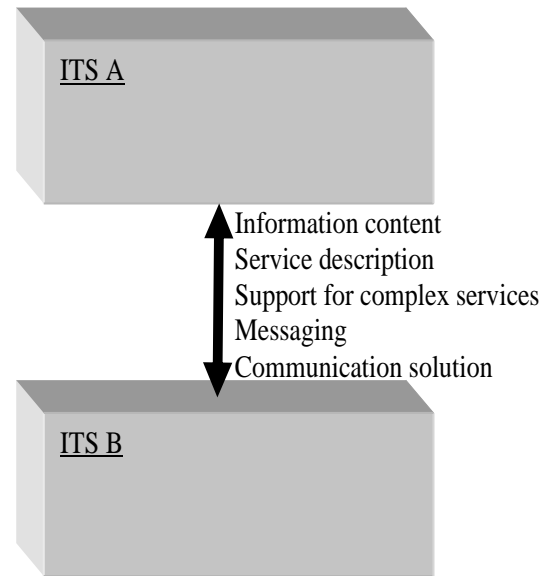 ITS A
Information content
Service description
Support for complex services
Messaging
Communication solution
ITS B